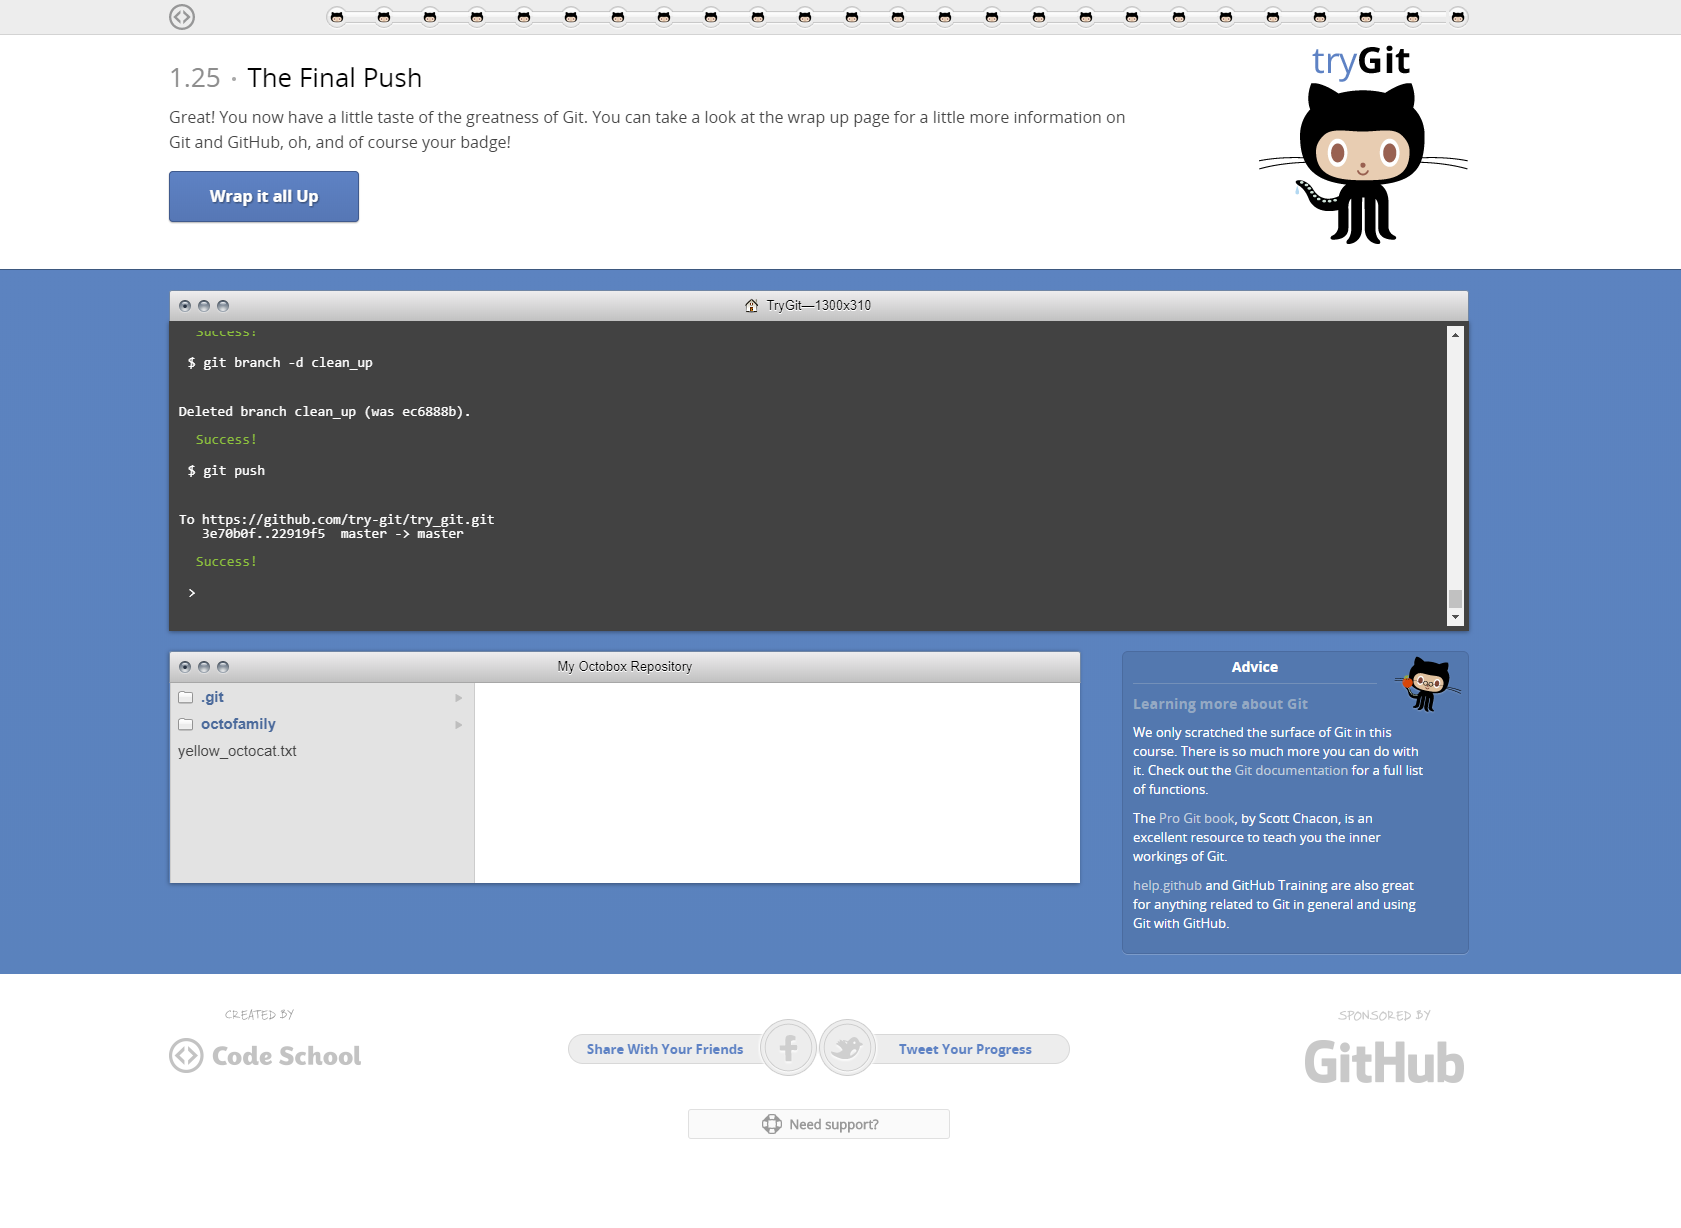 tryGit
1.25 · The Final Push
Great! You now have a little taste of the greatness of Git. You can take a look at the wrap up page for a little more information on
Git and GitHub, oh, and of course your badge!
Wrap it all Up
TryGit—1300x310
Success!
$ git branch -d clean_up
Deleted branch clean_up (was ec6888b).
Success!
$ git push
To https://github.com/try-git/try_git.git
3e70b0f..22919f5  master -> master
Success!
>
My Octobox Repository
.git
octofamily
yellow_octocat.txt
Advice
Learning more about Git
We only scratched the surface of Git in this
course. There is so much more you can do with
it. Check out the Git documentation for a full list
of functions.
The Pro Git book, by Scott Chacon, is an
excellent resource to teach you the inner
workings of Git.
help.github and GitHub Training are also great
for anything related to Git in general and using
Git with GitHub.
CREATED BY
Code School
Share With Your Friends
Tweet Your Progress
SPONSORED BY
GitHub
Need support?